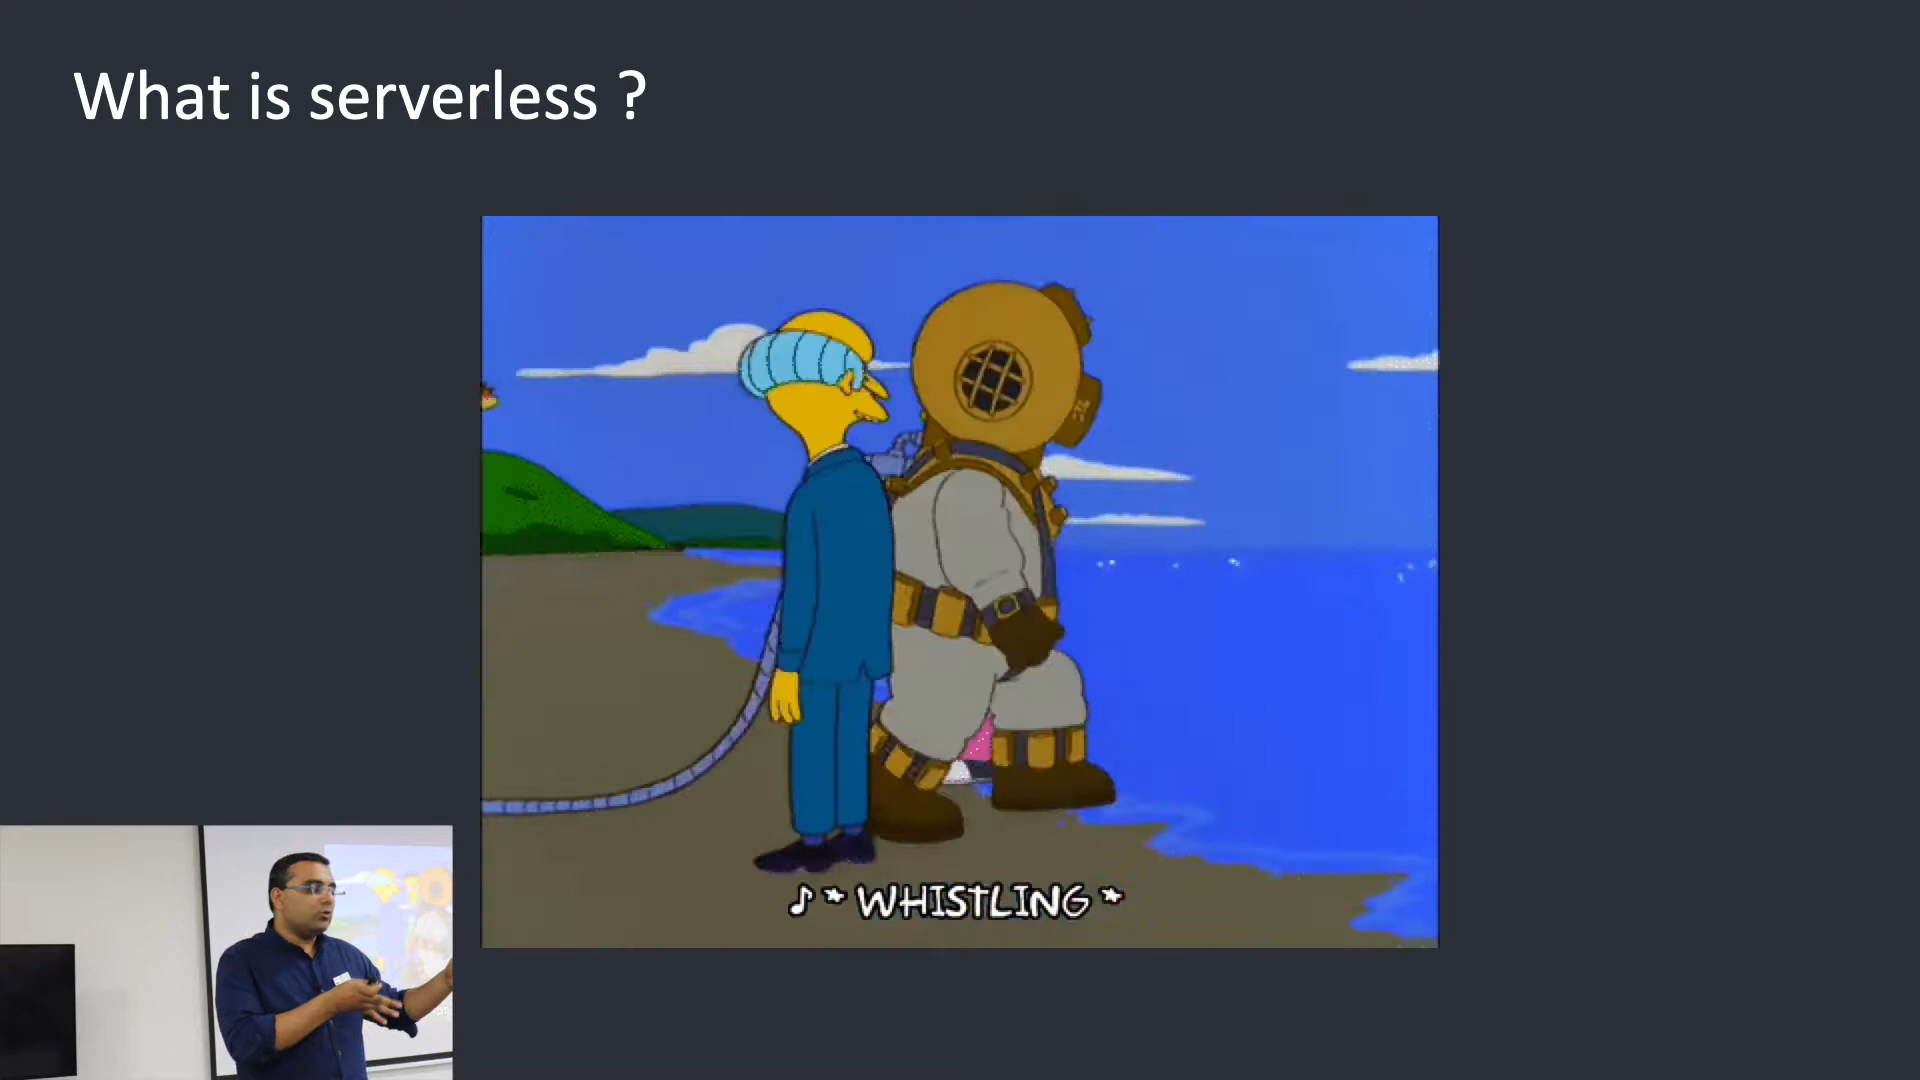 What is serverless ?
♪ * WHISTLING *